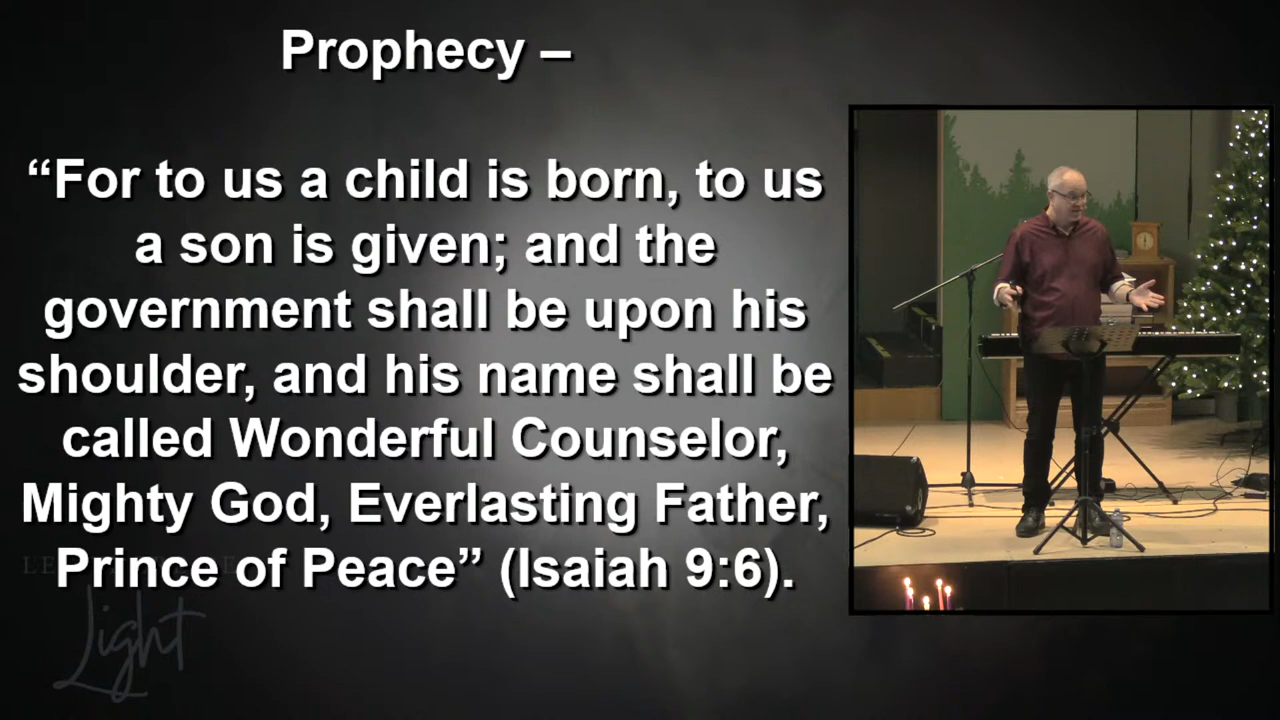 Prophecy –
“For to us a child is born, to us
a son is given; and the
government shall be upon his
shoulder, and his name shall be
called Wonderful Counselor,
Mighty God, Everlasting Father,
Prince of Peace” (Isaiah 9:6).
Light